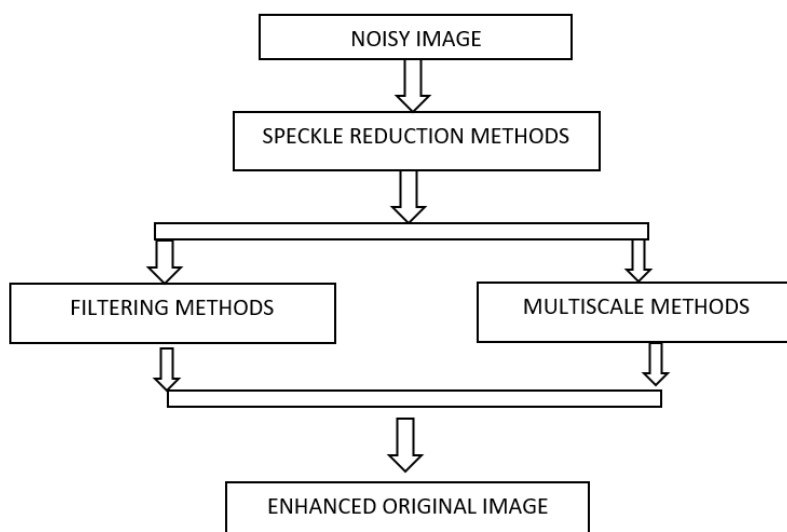 NOISY IMAGE
SPECKLE REDUCTION METHODS
FILTERING METHODS
MULTISCALE METHODS
ENHANCED ORIGINAL IMAGE